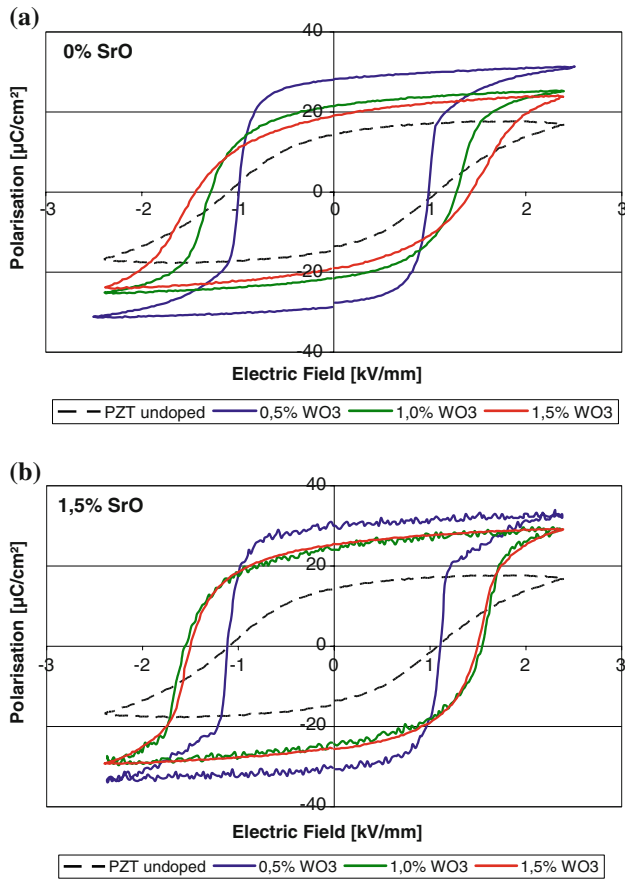 (a)
0% SrO
Polarisation [µC/cm²]
40
20
0
-20
-40
-3 -2 -1 0 1 2 3
Electric Field [kV/mm]
PZT undoped 0,5% WO3 1,0% WO3 1,5% WO3
(b)
1,5% SrO
Polarisation [µC/cm²]
40
20
0
-20
-40
-3 -2 -1 0 1 2 3
Electric Field [kV/mm]
PZT undoped 0,5% WO3 1,0% WO3 1,5% WO3